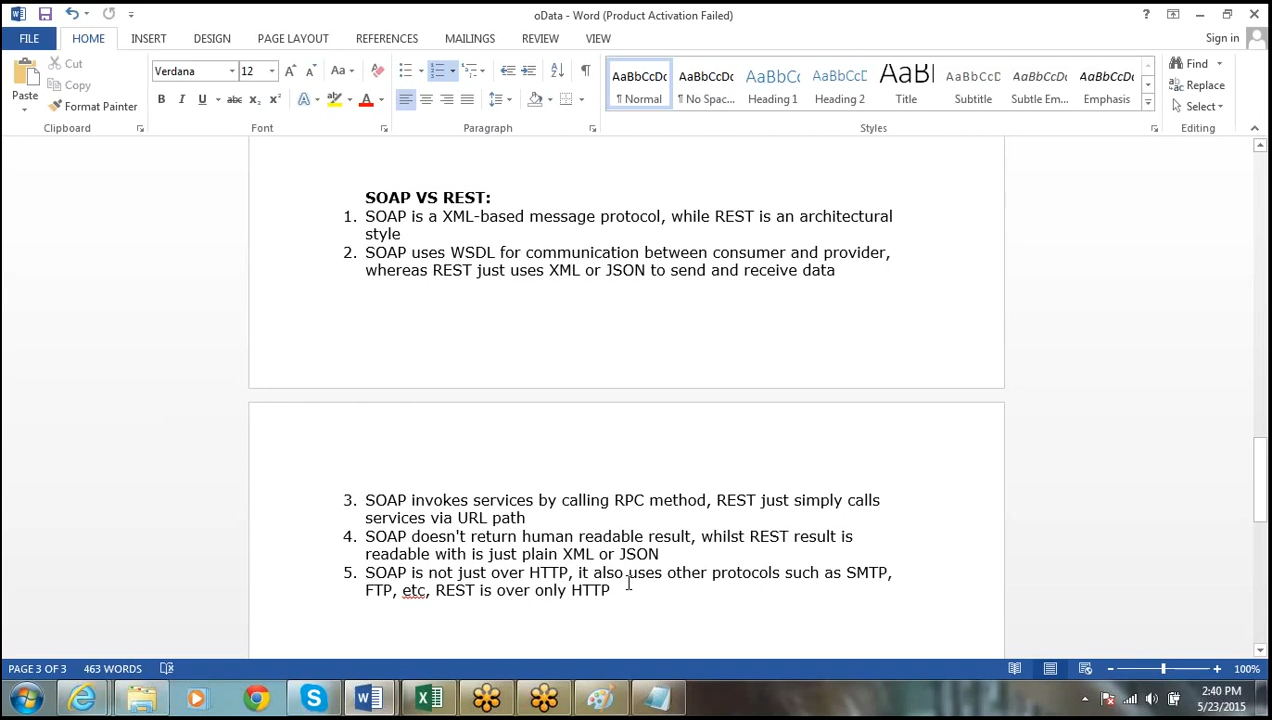 oData - Word (Product Activation Failed)
FILE HOME INSERT DESIGN PAGE LAYOUT REFERENCES MAILINGS REVIEW VIEW Sign in
Paste
Cut
Copy
Format Painter
Clipboard
Verdana 12
Font
Paragraph
AaBbCcDc AaBbCcDc AaBbCc AaBbCcD AaB AaBbCcD AaBbCcDc AaBbCcDc
¶ Normal ¶ No Spac... Heading 1 Heading 2 Title Subtitle Subtle Em... Emphasis
Styles
Find
Replace
Select
Editing
SOAP VS REST:
1. SOAP is a XML-based message protocol, while REST is an architectural
style
2. SOAP uses WSDL for communication between consumer and provider,
whereas REST just uses XML or JSON to send and receive data
3. SOAP invokes services by calling RPC method, REST just simply calls
services via URL path
4. SOAP doesn't return human readable result, whilst REST result is
readable with is just plain XML or JSON
5. SOAP is not just over HTTP, it also uses other protocols such as SMTP,
FTP, etc, REST is over only HTTP
PAGE 3 OF 3 463 WORDS 100%
2:40 PM
5/23/2015